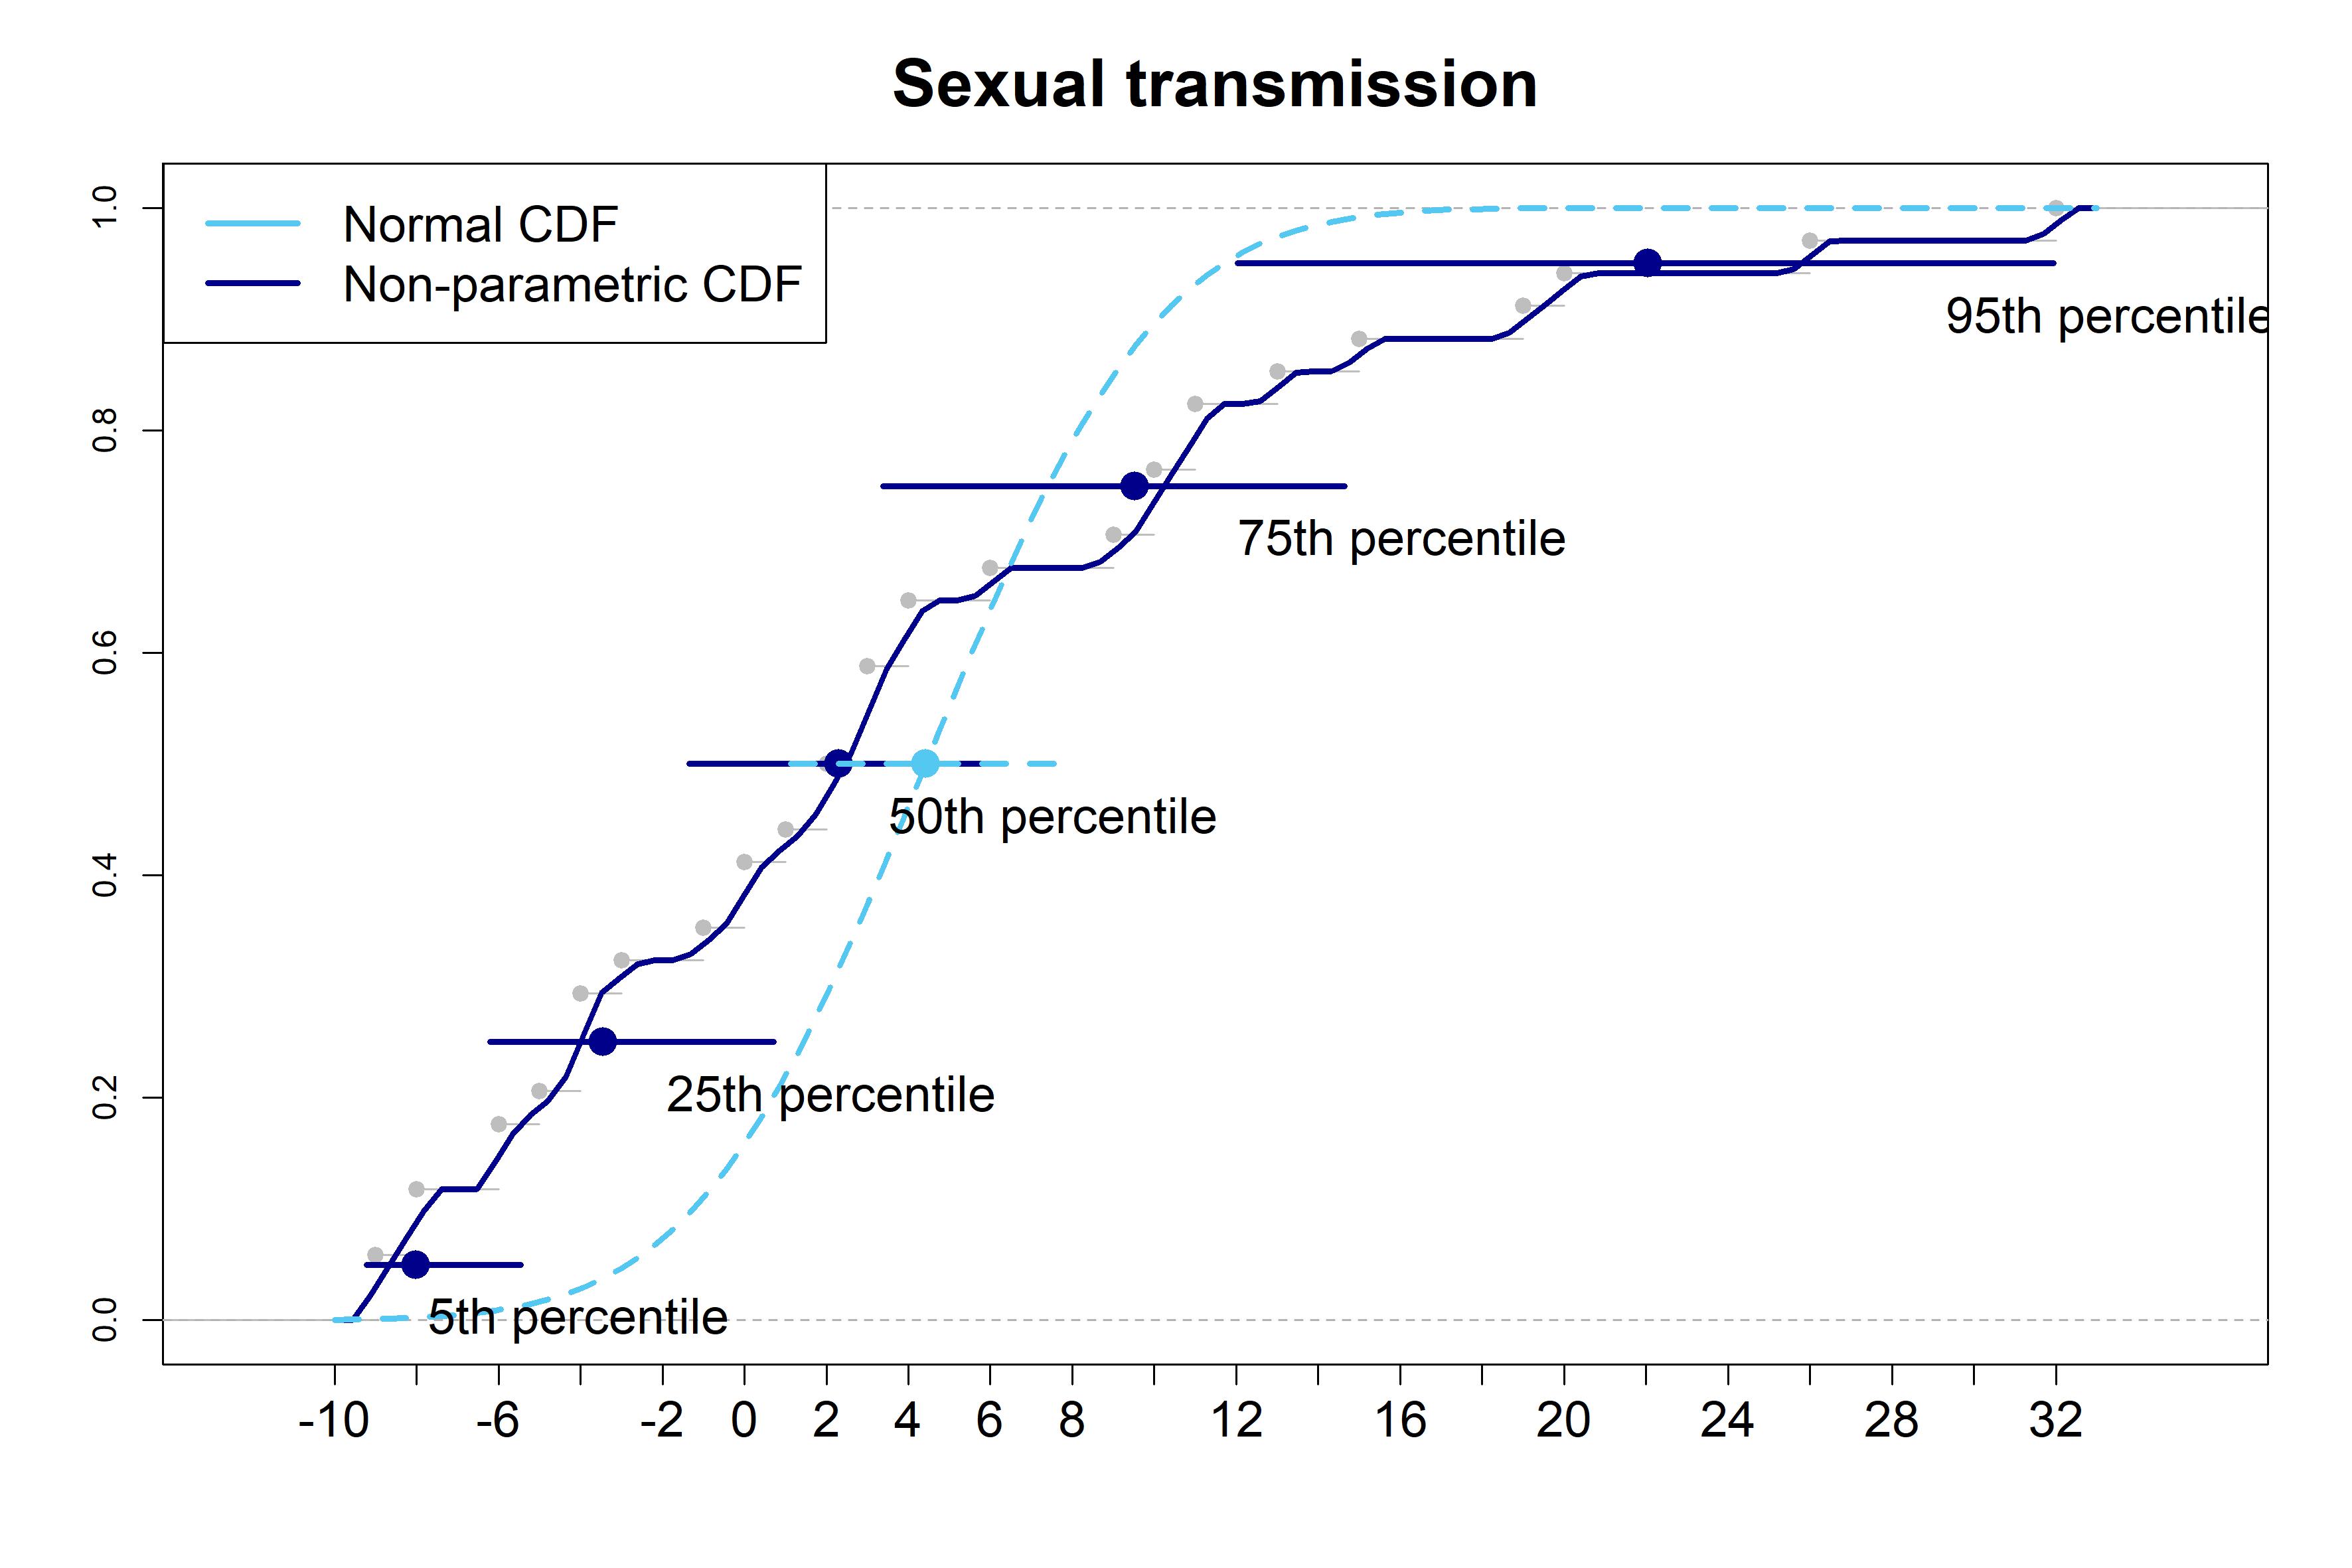 Sexual transmission
Normal CDF
Non-parametric CDF
1.0
0.8
0.6
0.4
0.2
0.0
95th percentile
75th percentile
50th percentile
25th percentile
5th percentile
-10 -6 -2 0 2 4 6 8 12 16 20 24 28 32